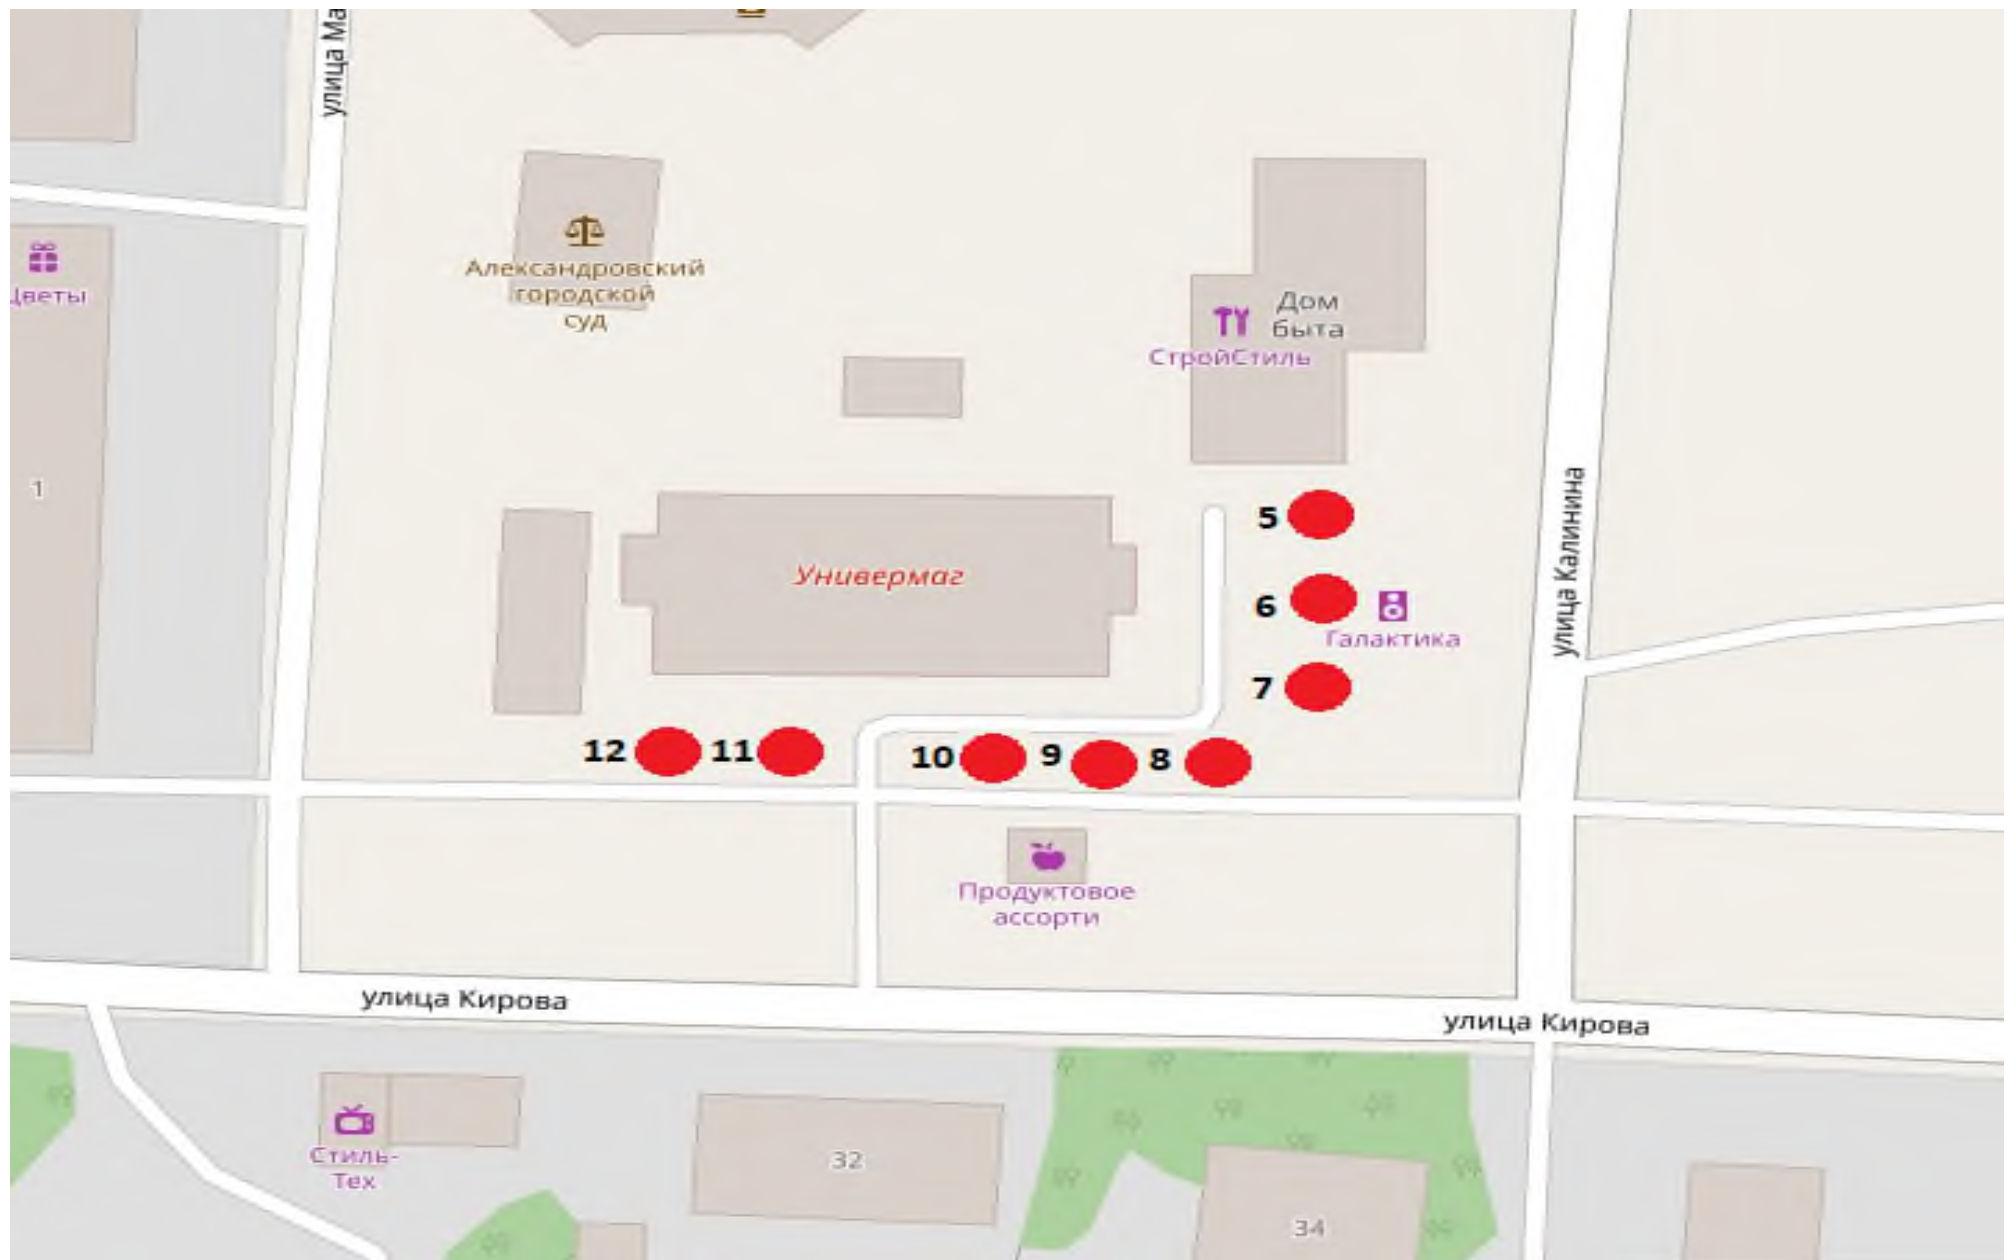 улица Ма
Александровский
городской
суд
Цветы
Дом
быта
СтройСтиль
1
улица Калинина
5
Универмаг
6
Галактика
7
12
11
10
9
8
Продуктовое
ассорти
улица Кирова
улица Кирова
Стиль-
Тех
32
34